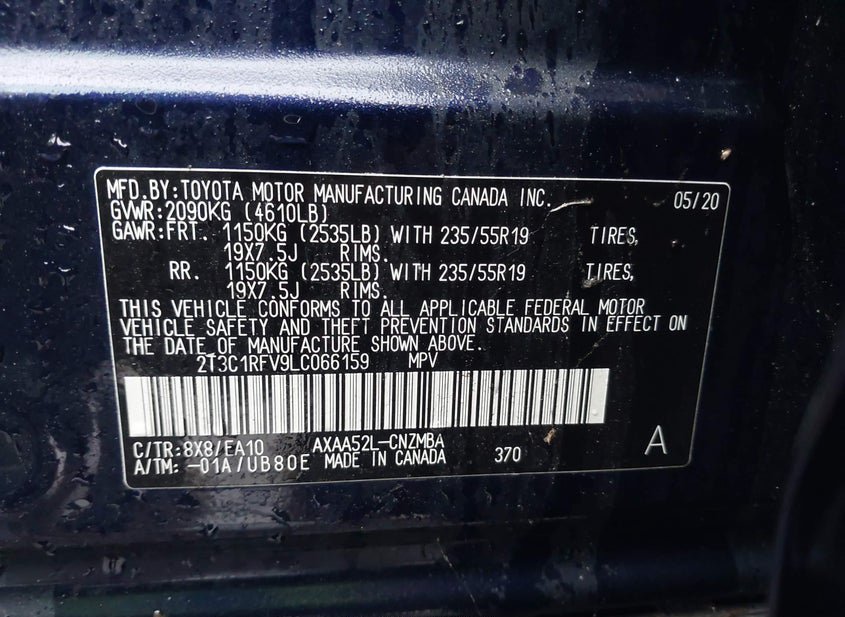 MFD.BY:TOYOTA MOTOR MANUFACTURING CANADA INC. 05/20
GVWR:2090KG (4610LB)
GAWR:FRT. 1150KG (2535LB) WITH 235/55R19 TIRES,
19X7.5J RIMS.
RR. 1150KG (2535LB) WITH 235/55R19 TIRES,
19X7.5J RIMS.
THIS VEHICLE CONFORMS TO ALL APPLICABLE FEDERAL MOTOR
VEHICLE SAFETY AND THEFT PREVENTION STANDARDS IN EFFECT ON
THE DATE OF MANUFACTURE SHOWN ABOVE.
2T3C1RFV9LC066159 MPV
C/TR:8X8/EA10 AXAA52L-CNZMBA
A/TM: -01A/UB80E MADE IN CANADA 370 A